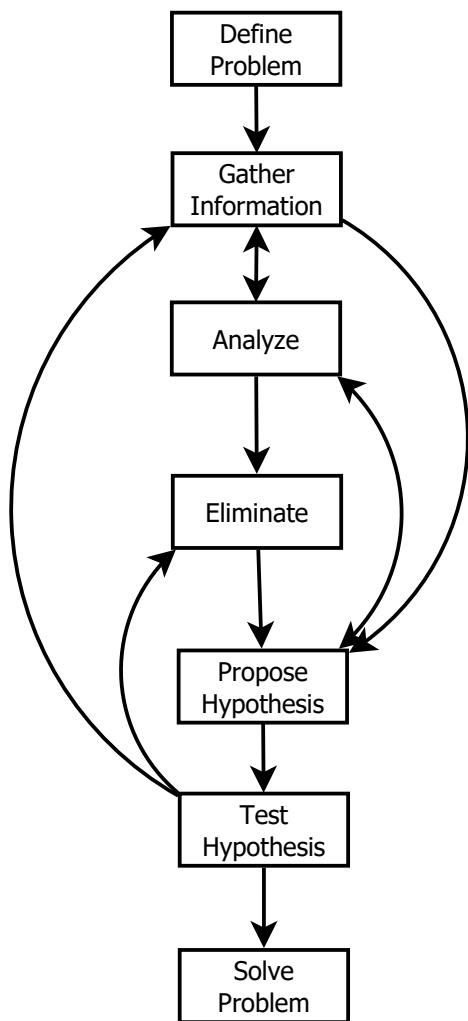 Define
Problem
Gather
Information
Analyze
Eliminate
Propose
Hypothesis
Test
Hypothesis
Solve
Problem